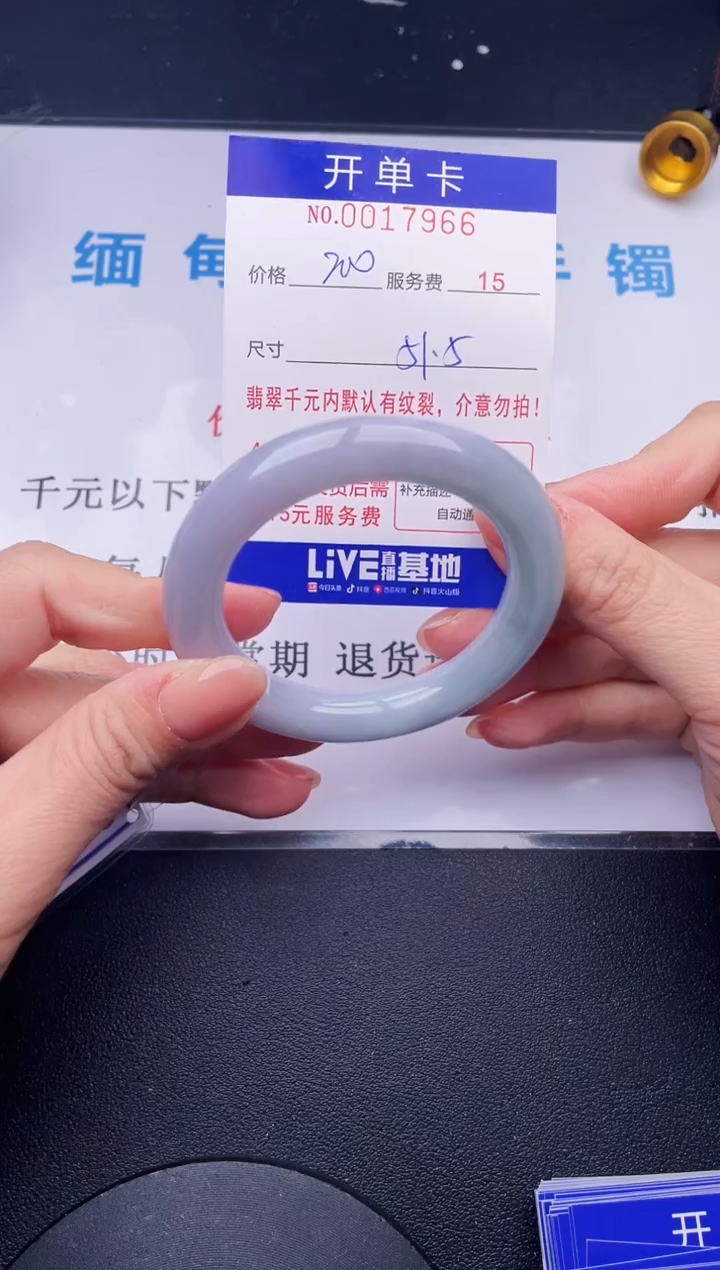 开单卡
NO.0017966
缅甸 手镯
价格 700 服务费 15
尺寸 51.5
翡翠千元内默认有纹裂，介意勿拍！
千元以下
补充描述
后需
自动通
5元服务费
LiVE直播基地
今日头条 抖音 西瓜视频 抖音火山版
期 退货
开